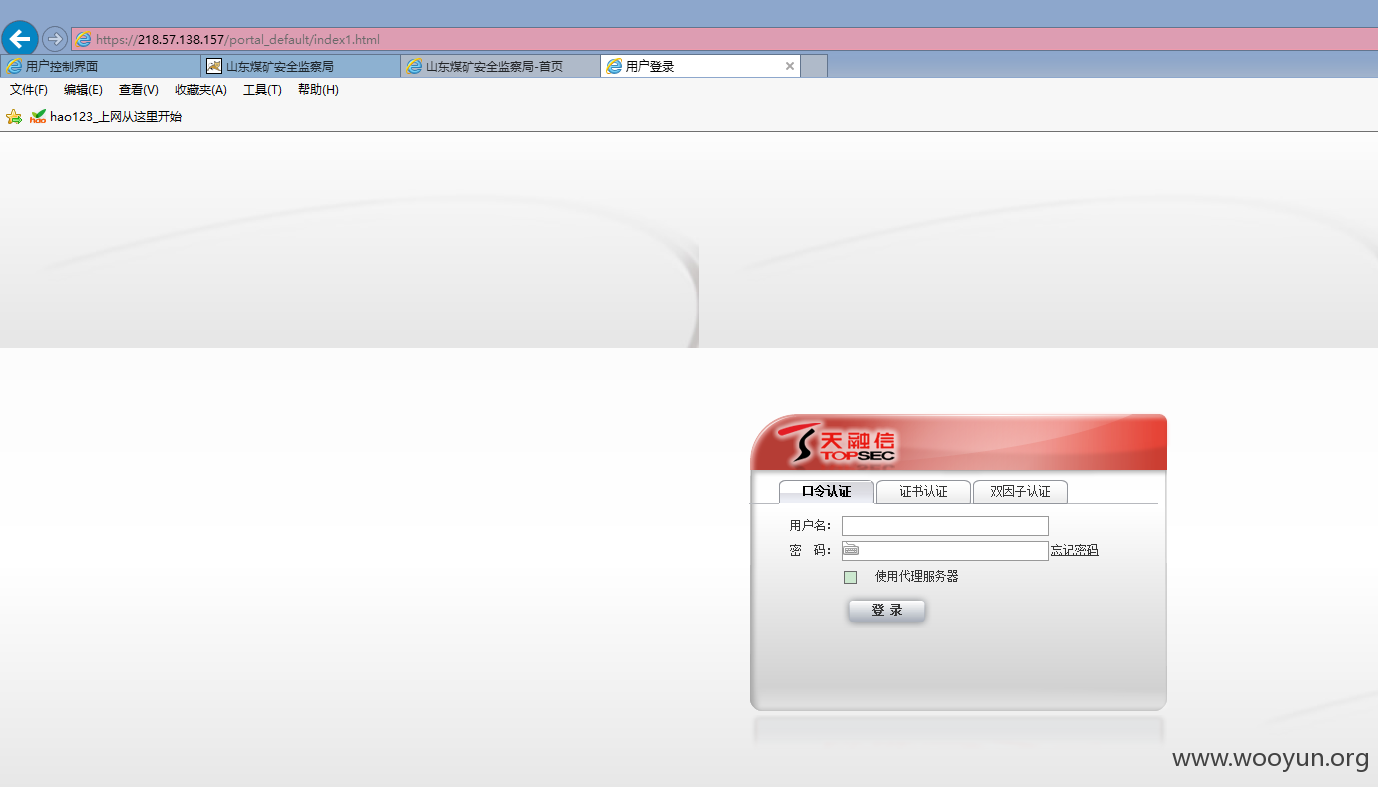 https://218.57.138.157/portal_default/index1.html
用户控制界面 山东煤矿安全监察局 山东煤矿安全监察局-首页 用户登录
文件(F) 编辑(E) 查看(V) 收藏夹(A) 工具(T) 帮助(H)
hao hao123_上网从这里开始
天融信
TOPSEC
口令认证 证书认证 双因子认证
用户名：
密 码： 忘记密码
使用代理服务器
登 录
www.wooyun.org